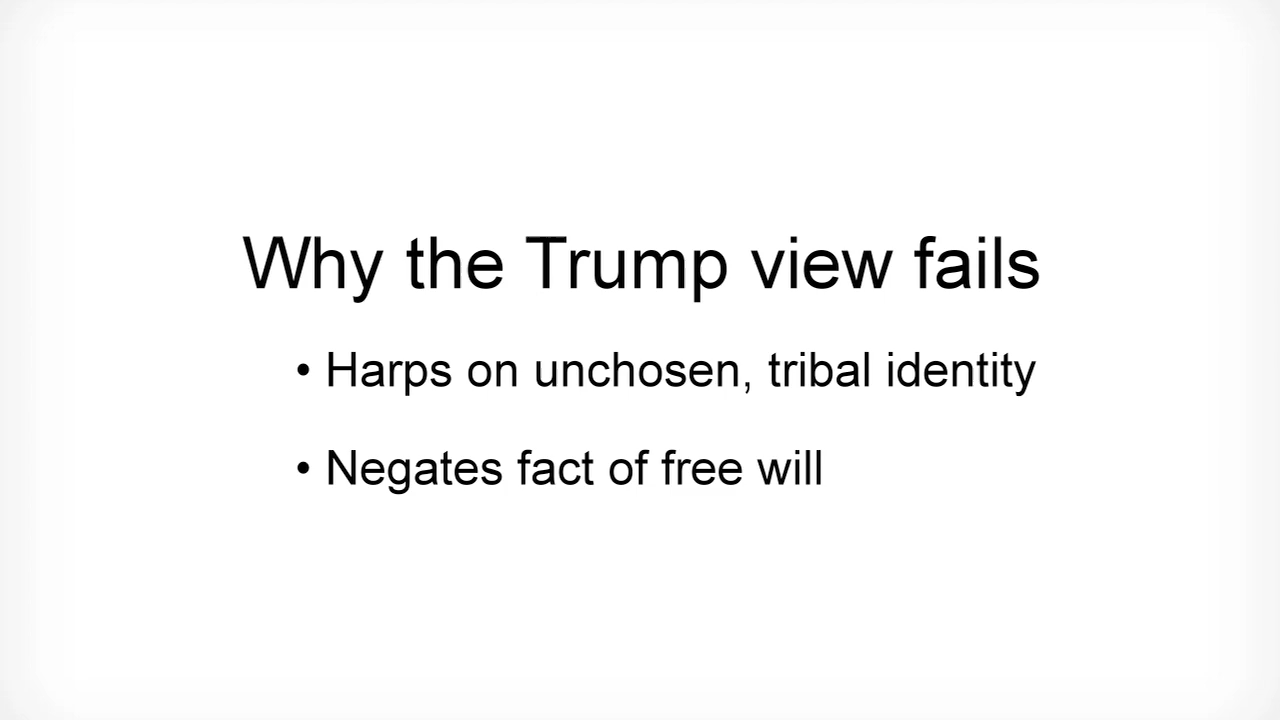 Why the Trump view fails
• Harps on unchosen, tribal identity
• Negates fact of free will